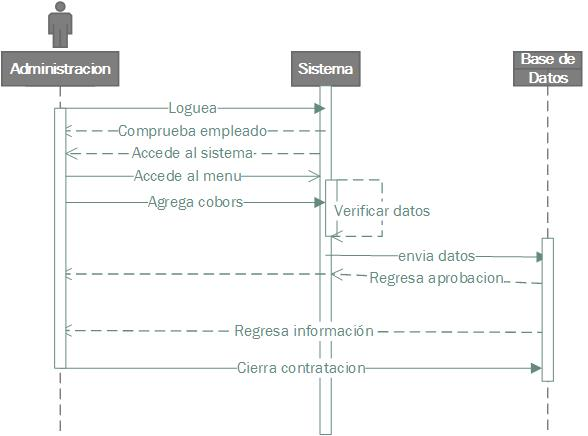 Administracion
Sistema
Base de
Datos
Loguea
Comprueba empleado
Accede al sistema
Accede al menu
Agrega cobors
Verificar datos
envia datos
Regresa aprobacion
Regresa información
Cierra contratacion